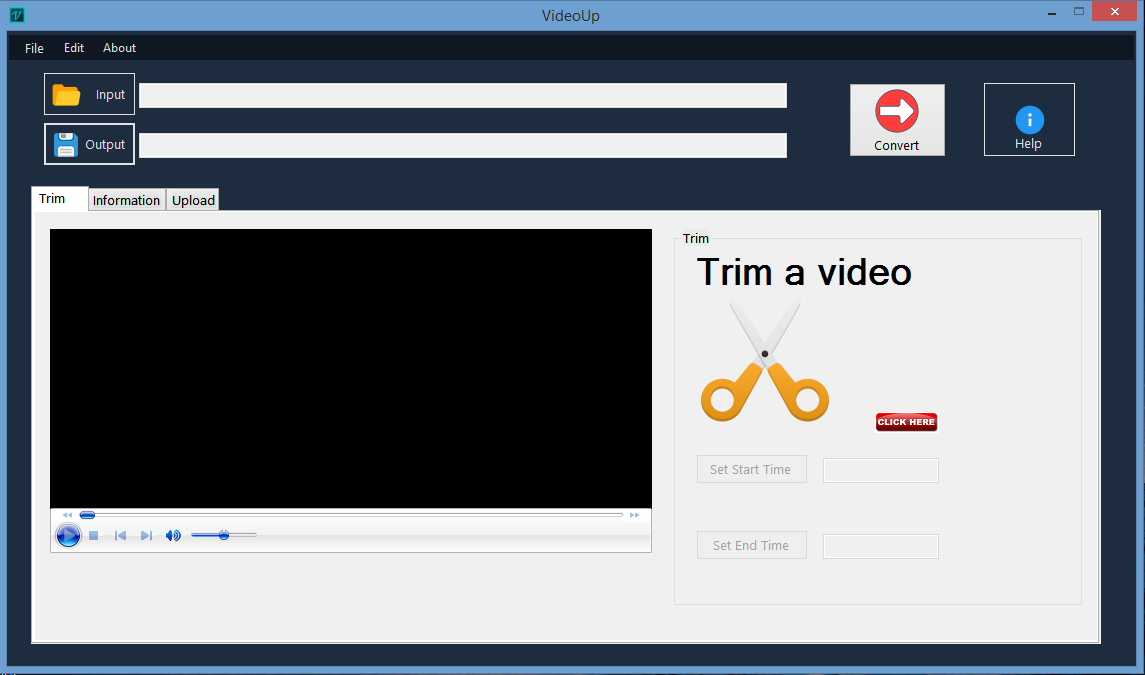 VideoUp
File Edit About
Input
Output
Convert
Help
Trim Information Upload
Trim
Trim a video
CLICK HERE
Set Start Time
Set End Time